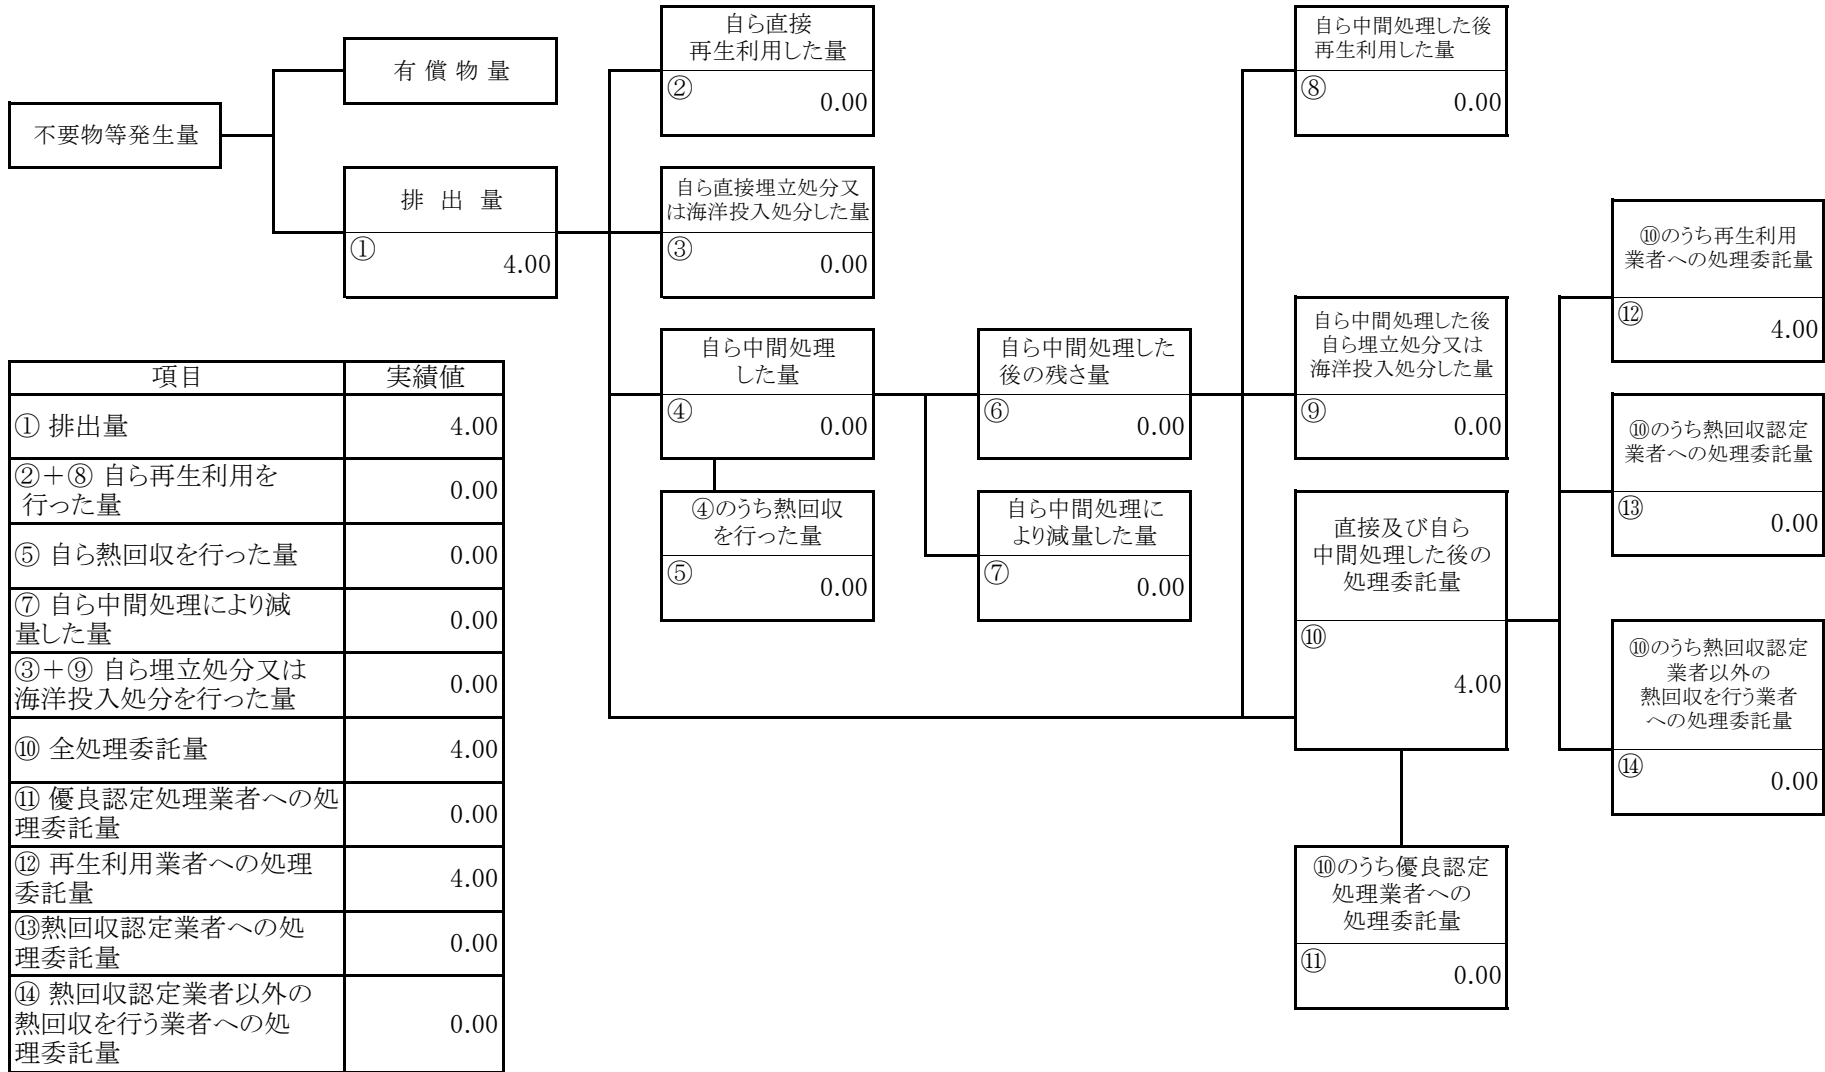 不要物等発生量
有 償 物 量
排 出 量
①
4.00
自ら直接
再生利用した量
②
0.00
自ら直接埋立処分又
は海洋投入処分した量
③
0.00
自ら中間処理
した量
④
0.00
④のうち熱回収
を行った量
⑤
0.00
自ら中間処理した
後の残さ量
⑥
0.00
自ら中間処理に
より減量した量
⑦
0.00
自ら中間処理した後
再生利用した量
⑧
0.00
自ら中間処理した後
自ら埋立処分又は
海洋投入処分した量
⑨
0.00
直接及び自ら
中間処理した後の
処理委託量
⑩
4.00
⑩のうち優良認定
処理業者への
処理委託量
⑪
0.00
⑩のうち再生利用
業者への処理委託量
⑫
4.00
⑩のうち熱回収認定
業者への処理委託量
⑬
0.00
⑩のうち熱回収認定
業者以外の
熱回収を行う業者
への処理委託量
⑭
0.00
項目 実績値
① 排出量 4.00
②＋⑧ 自ら再生利用を
行った量 0.00
⑤ 自ら熱回収を行った量 0.00
⑦ 自ら中間処理により減
量した量 0.00
③＋⑨ 自ら埋立処分又は
海洋投入処分を行った量 0.00
⑩ 全処理委託量 4.00
⑪ 優良認定処理業者への処
理委託量 0.00
⑫ 再生利用業者への処理
委託量 4.00
⑬熱回収認定業者への処
理委託量 0.00
⑭ 熱回収認定業者以外の
熱回収を行う業者への処
理委託量 0.00